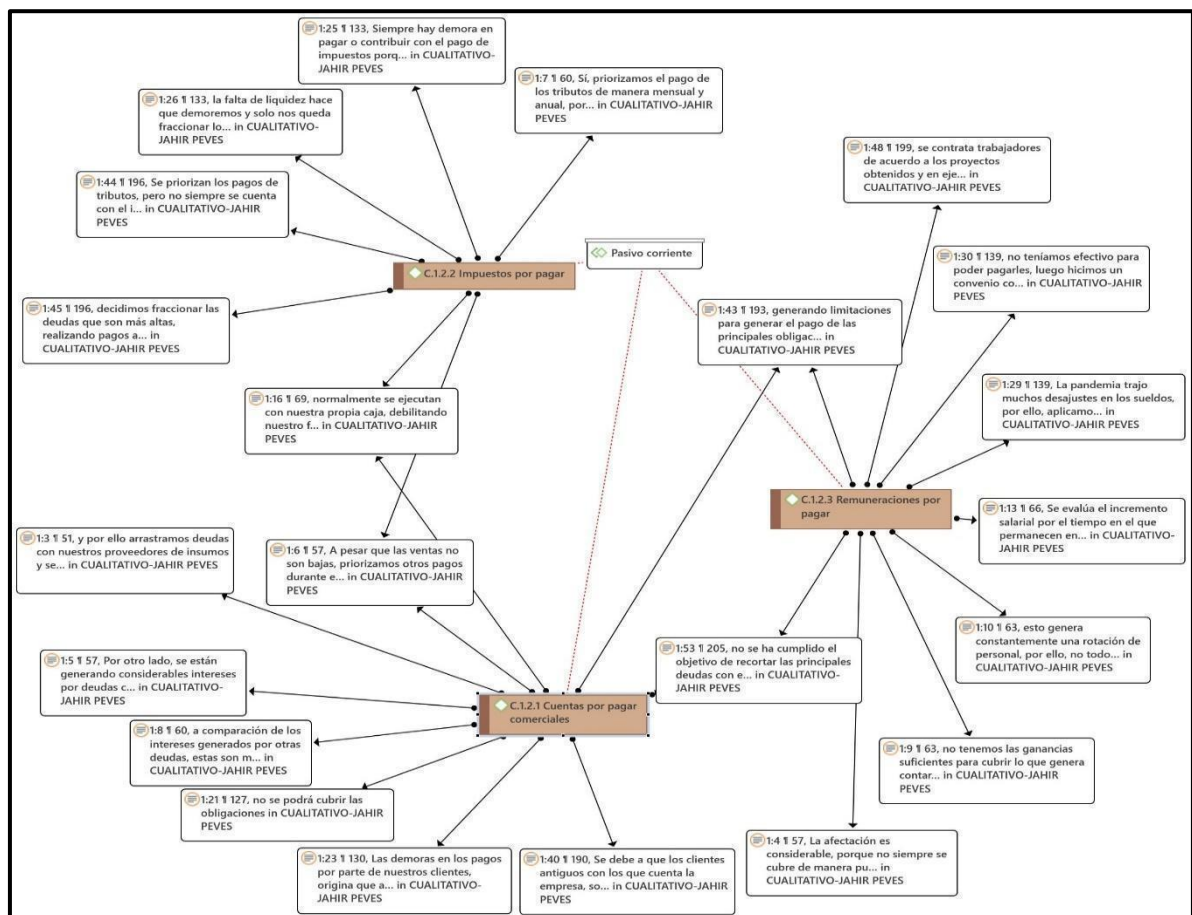 1:25 ¶ 133, Siempre hay demora en
pagar o contribuir con el pago de
impuestos porq... in CUALITATIVO-
JAHIR PEVES
1:7 ¶ 60, Sí, priorizamos el pago de
los tributos de manera mensual y
anual, por... in CUALITATIVO-JAHIR
PEVES
1:26 ¶ 133, la falta de liquidez hace
que demoremos y solo nos queda
fraccionar lo... in CUALITATIVO-
JAHIR PEVES
1:48 ¶ 199, se contrata trabajadores
de acuerdo a los proyectos
obtenidos y en eje... in
CUALITATIVO-JAHIR PEVES
1:44 ¶ 196, Se priorizan los pagos de
tributos, pero no siempre se cuenta
con el i... in CUALITATIVO-JAHIR
PEVES
Pasivo corriente
C.1.2.2 Impuestos por pagar
1:30 ¶ 139, no teníamos efectivo para
poder pagarles, luego hicimos un
convenio co... in CUALITATIVO-
JAHIR PEVES
1:45 ¶ 196, decidimos fraccionar las
deudas que son más altas,
realizando pagos a... in
CUALITATIVO-JAHIR PEVES
1:43 ¶ 193, generando limitaciones
para generar el pago de las
principales obligac... in
CUALITATIVO-JAHIR PEVES
1:16 ¶ 69, normalmente se ejecutan
con nuestra propia caja, debilitando
nuestro f... in CUALITATIVO-JAHIR
PEVES
1:29 ¶ 139, La pandemia trajo
muchos desajustes en los sueldos,
por ello, aplicamo... in
CUALITATIVO-JAHIR PEVES
C.1.2.3 Remuneraciones por
pagar
1:13 ¶ 66, Se evalúa el incremento
salarial por el tiempo en el que
permanecen en... in
CUALITATIVO-JAHIR PEVES
1:3 ¶ 51, y por ello arrastramos deudas
con nuestros proveedores de insumos
y se... in CUALITATIVO-JAHIR PEVES
1:6 ¶ 57, A pesar que las ventas no
son bajas, priorizamos otros pagos
durante e... in CUALITATIVO-JAHIR
PEVES
1:10 ¶ 63, esto genera
constantemente una rotación de
personal, por ello, no todo... in
CUALITATIVO-JAHIR PEVES
1:53 ¶ 205, no se ha cumplido el
objetivo de recortar las principales
deudas con e... in
CUALITATIVO-JAHIR PEVES
1:5 ¶ 57, Por otro lado, se están
generando considerables intereses
por deudas c... in CUALITATIVO-
JAHIR PEVES
C.1.2.1 Cuentas por pagar
comerciales
1:8 ¶ 60, a comparación de los
intereses generados por otras
deudas, estas son m... in
CUALITATIVO-JAHIR PEVES
1:9 ¶ 63, no tenemos las ganancias
suficientes para cubrir lo que genera
contar... in CUALITATIVO-JAHIR
PEVES
1:21 ¶ 127, no se podrá cubrir las
obligaciones in CUALITATIVO-JAHIR
PEVES
1:23 ¶ 130, Las demoras en los pagos
por parte de nuestros clientes,
origina que a... in CUALITATIVO-
JAHIR PEVES
1:40 ¶ 190, Se debe a que los clientes
antiguos con los que cuenta la
empresa, so... in CUALITATIVO-JAHIR
PEVES
1:4 ¶ 57, La afectación es
considerable, porque no siempre se
cubre de manera pu... in
CUALITATIVO-JAHIR PEVES